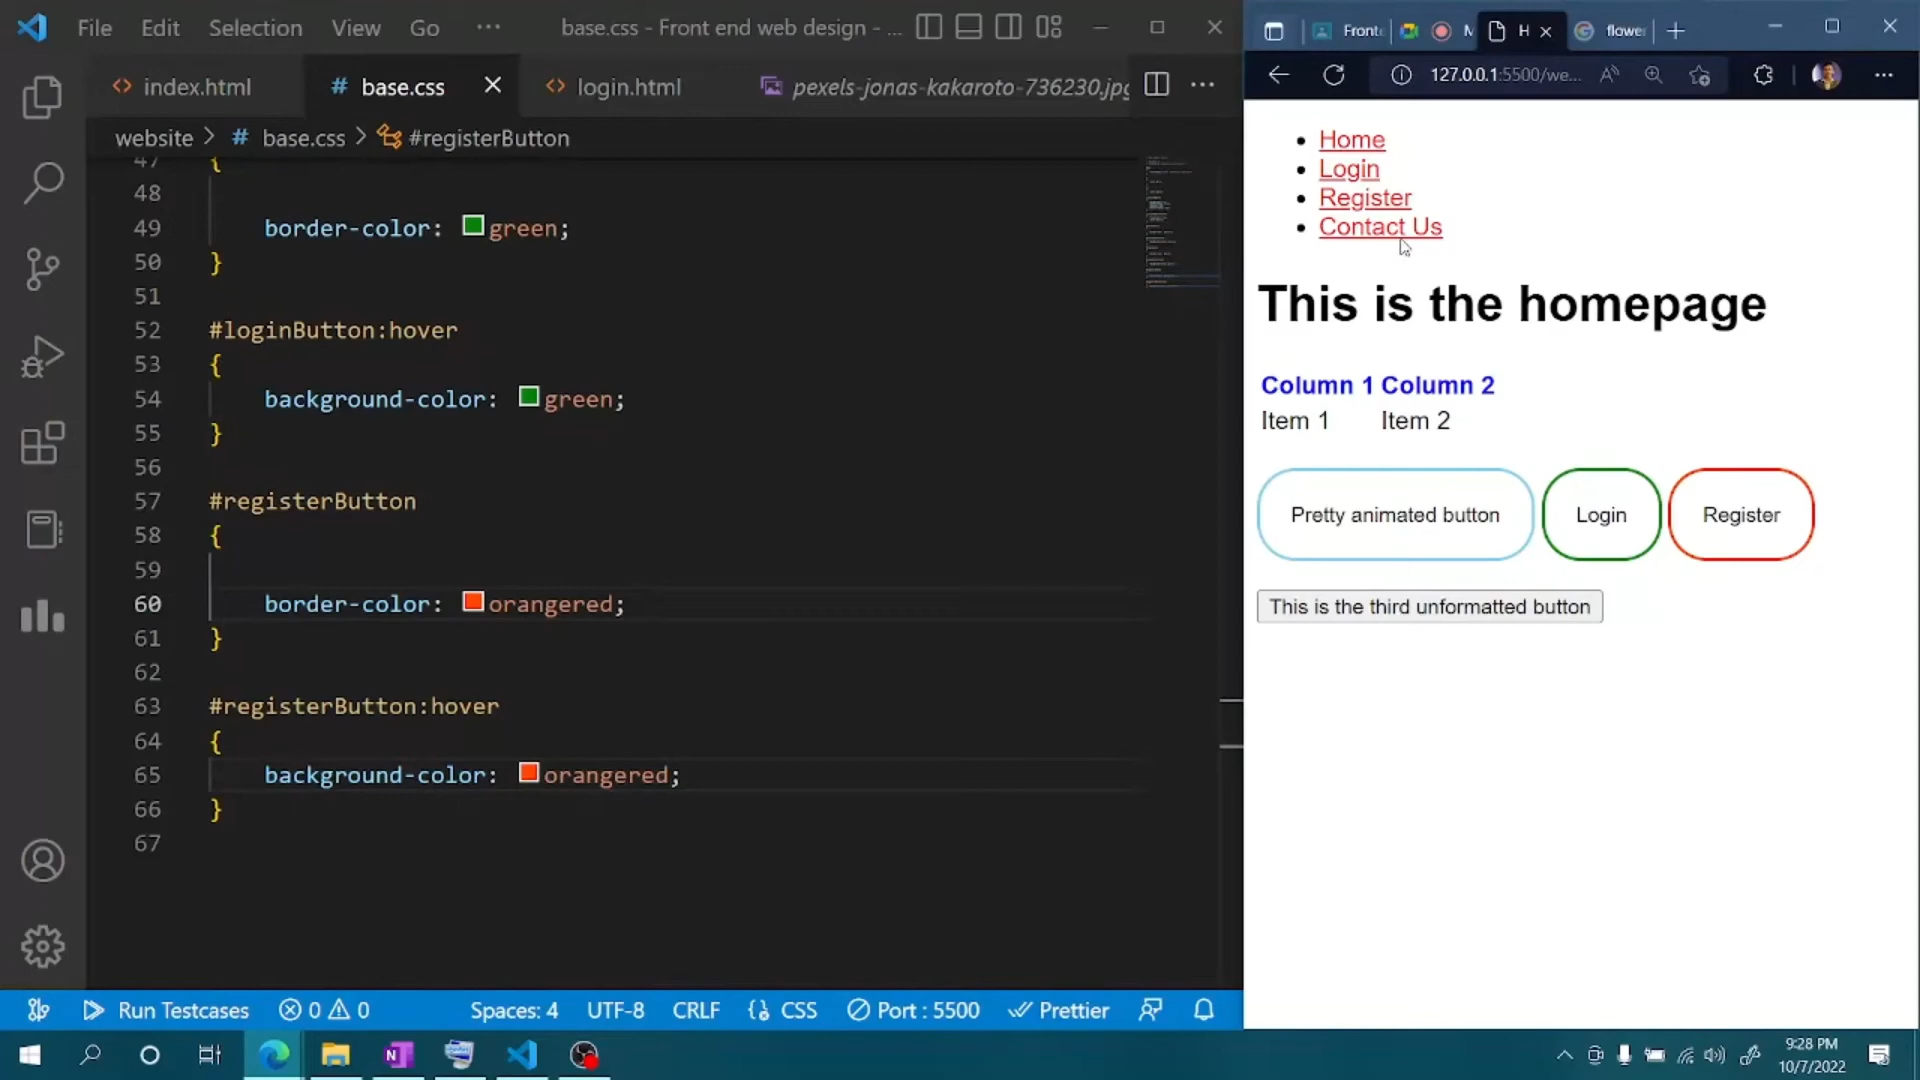 File Edit Selection View Go ··· base.css - Front end web design - ...
index.html # base.css login.html pexels-jonas-kakaroto-736230.jpg
website > # base.css > #registerButton
47 {
48
49 border-color: green;
50 }
51
52 #loginButton:hover
53 {
54 background-color: green;
55 }
56
57 #registerButton
58 {
59
60 border-color: orangered;
61 }
62
63 #registerButton:hover
64 {
65 background-color: orangered;
66 }
67
Run Testcases 0 0 Spaces: 4 UTF-8 CRLF CSS Port : 5500 Prettier
Fronte M H flower
127.0.0.1:5500/we...
• Home
• Login
• Register
• Contact Us
This is the homepage
Column 1 Column 2
Item 1 Item 2
Pretty animated button Login Register
This is the third unformatted button
9:28 PM
10/7/2022